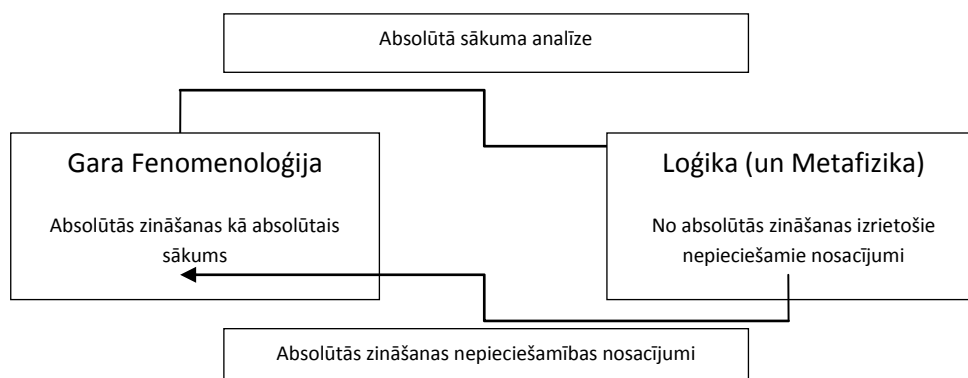 Absolūtā sākuma analīze
Gara Fenomenoloģija
Absolūtās zināšanas kā absolūtais
sākums
Loģika (un Metafizika)
No absolūtās zināšanas izrietošie
nepieciešamie nosacījumi
Absolūtās zināšanas nepieciešamības nosacījumi